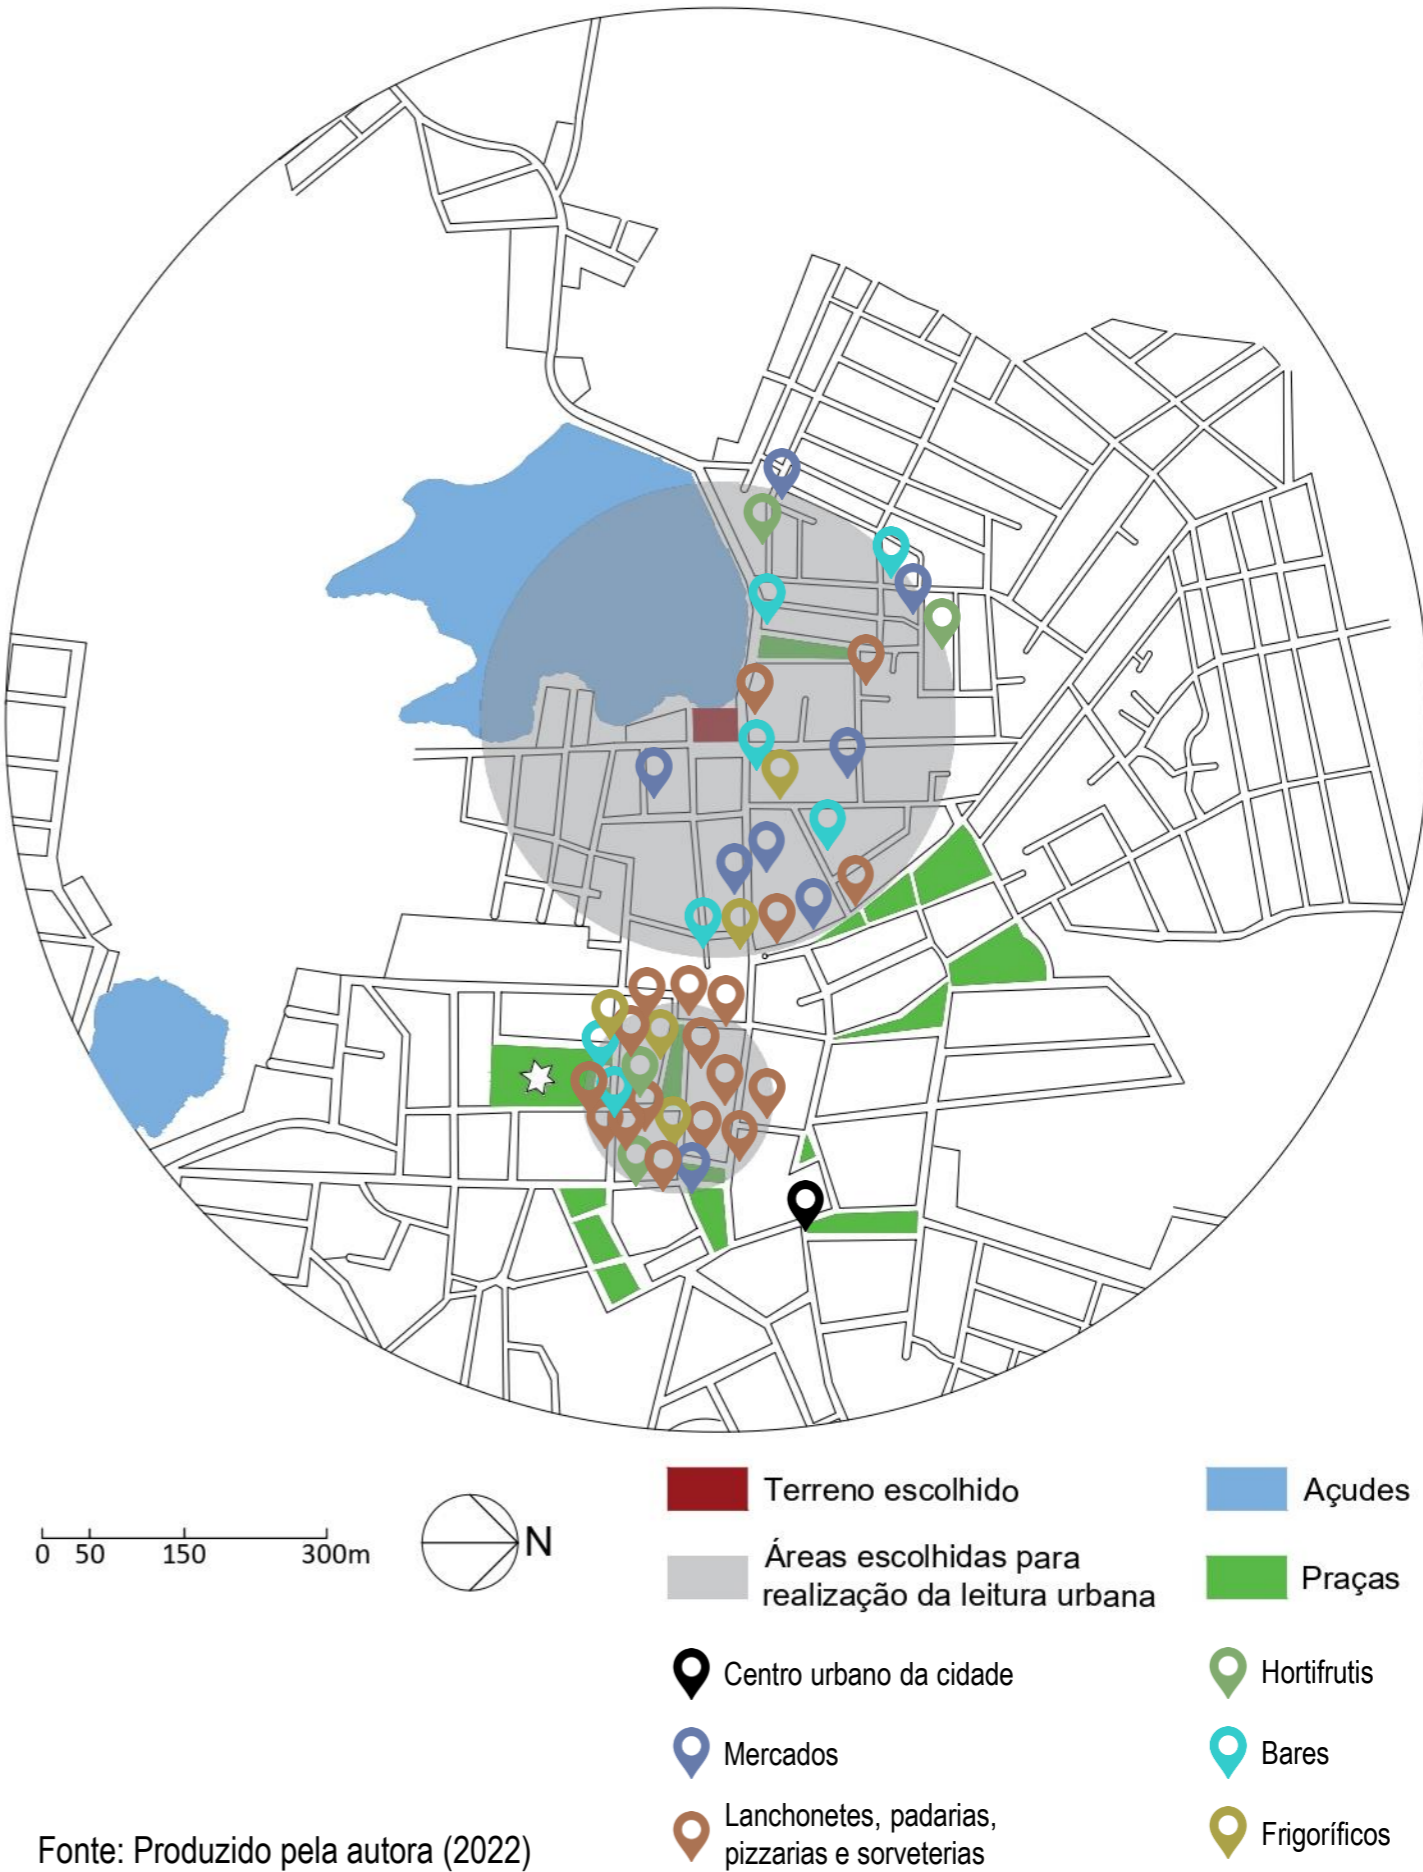 0 50 150 300m
N
Terreno escolhido
Áreas escolhidas para
realização da leitura urbana
Açudes
Praças
Centro urbano da cidade
Hortifrutis
Mercados
Bares
Lanchonetes, padarias,
pizzarias e sorveterias
Frigoríficos
Fonte: Produzido pela autora (2022)